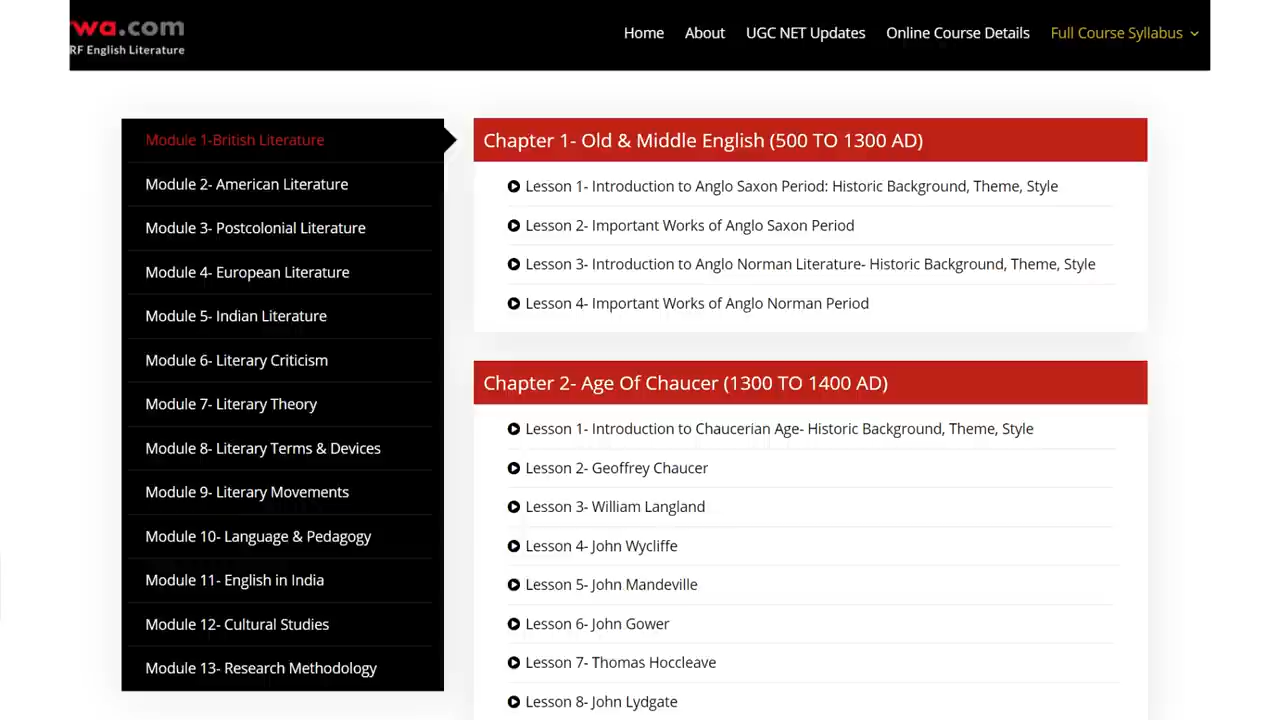 wa.com
RF English Literature
Home About UGC NET Updates Online Course Details Full Course Syllabus
Module 1-British Literature
Module 2- American Literature
Module 3- Postcolonial Literature
Module 4- European Literature
Module 5- Indian Literature
Module 6- Literary Criticism
Module 7- Literary Theory
Module 8- Literary Terms & Devices
Module 9- Literary Movements
Module 10- Language & Pedagogy
Module 11- English in India
Module 12- Cultural Studies
Module 13- Research Methodology
Chapter 1- Old & Middle English (500 TO 1300 AD)
Lesson 1- Introduction to Anglo Saxon Period: Historic Background, Theme, Style
Lesson 2- Important Works of Anglo Saxon Period
Lesson 3- Introduction to Anglo Norman Literature- Historic Background, Theme, Style
Lesson 4- Important Works of Anglo Norman Period
Chapter 2- Age Of Chaucer (1300 TO 1400 AD)
Lesson 1- Introduction to Chaucerian Age- Historic Background, Theme, Style
Lesson 2- Geoffrey Chaucer
Lesson 3- William Langland
Lesson 4- John Wycliffe
Lesson 5- John Mandeville
Lesson 6- John Gower
Lesson 7- Thomas Hoccleave
Lesson 8- John Lydgate